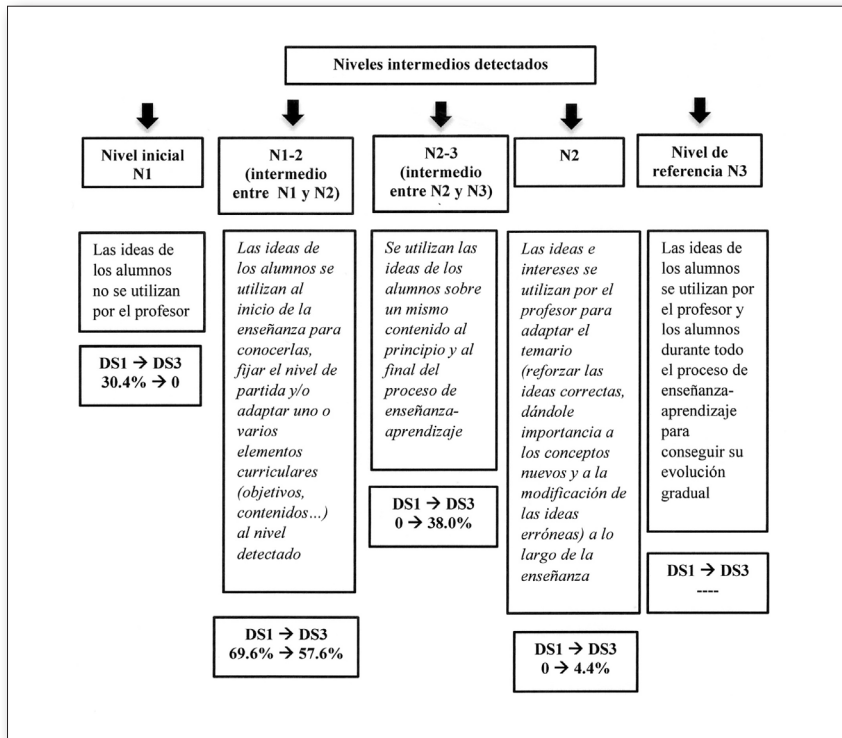 Niveles intermedios detectados
Nivel inicial
N1
N1-2
(intermedio
entre N1 y N2)
N2-3
(intermedio
entre N2 y N3)
N2
Nivel de
referencia N3
Las ideas de
los alumnos
no se utilizan
por el profesor
DS1 → DS3
30.4% → 0
Las ideas de
los alumnos se
utilizan al
inicio de la
enseñanza para
conocerlas,
fijar el nivel de
partida y/o
adaptar uno o
varios
elementos
curriculares
(objetivos,
contenidos…)
al nivel
detectado
DS1 → DS3
69.6% → 57.6%
Se utilizan las
ideas de los
alumnos sobre
un mismo
contenido al
principio y al
final del
proceso de
enseñanza-
aprendizaje
DS1 → DS3
0 → 38.0%
Las ideas e
intereses se
utilizan por el
profesor para
adaptar el
temario
(reforzar las
ideas correctas,
dándole
importancia a
los conceptos
nuevos y a la
modificación de
las ideas
erróneas) a lo
largo de la
enseñanza
DS1 → DS3
0 → 4.4%
Las ideas de
los alumnos
se utilizan por
el profesor y
los alumnos
durante todo
el proceso de
enseñanza-
aprendizaje
para
conseguir su
evolución
gradual
DS1 → DS3
----